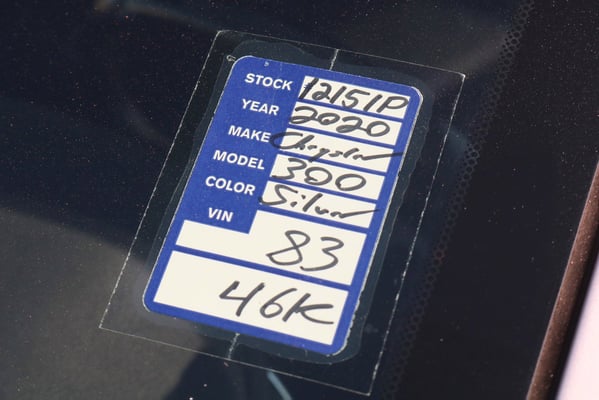 STOCK 12151P
YEAR 2020
MAKE Chrysler
MODEL 300
COLOR Silver
VIN 83
46K